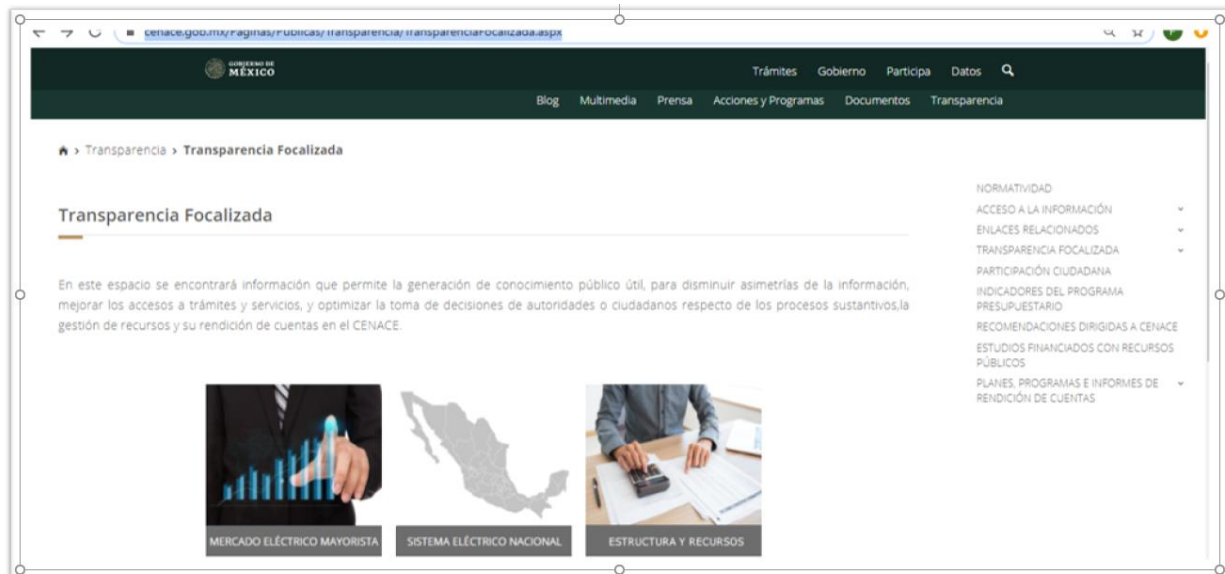 cenace.gob.mx/Paginas/Publicas/Transparencia/TransparenciaFocalizada.aspx
GOBIERNO DE
MÉXICO
Trámites Gobierno Participa Datos
Blog Multimedia Prensa Acciones y Programas Documentos Transparencia
> Transparencia > Transparencia Focalizada
Transparencia Focalizada
En este espacio se encontrará información que permite la generación de conocimiento público útil, para disminuir asimetrías de la información,
mejorar los accesos a trámites y servicios, y optimizar la toma de decisiones de autoridades o ciudadanos respecto de los procesos sustantivos,la
gestión de recursos y su rendición de cuentas en el CENACE.
MERCADO ELÉCTRICO MAYORISTA
SISTEMA ELÉCTRICO NACIONAL
ESTRUCTURA Y RECURSOS
NORMATIVIDAD
ACCESO A LA INFORMACIÓN
ENLACES RELACIONADOS
TRANSPARENCIA FOCALIZADA
PARTICIPACIÓN CIUDADANA
INDICADORES DEL PROGRAMA
PRESUPUESTARIO
RECOMENDACIONES DIRIGIDAS A CENACE
ESTUDIOS FINANCIADOS CON RECURSOS
PÚBLICOS
PLANES, PROGRAMAS E INFORMES DE
RENDICIÓN DE CUENTAS